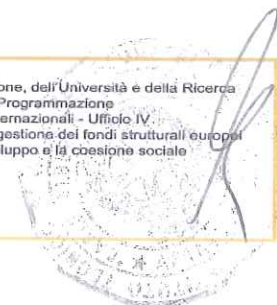 one, dell'Università e della Ricerca
Programmazione
ernazionali - Ufficio IV
gestione dei fondi strutturali europei
luppo e la coesione sociale